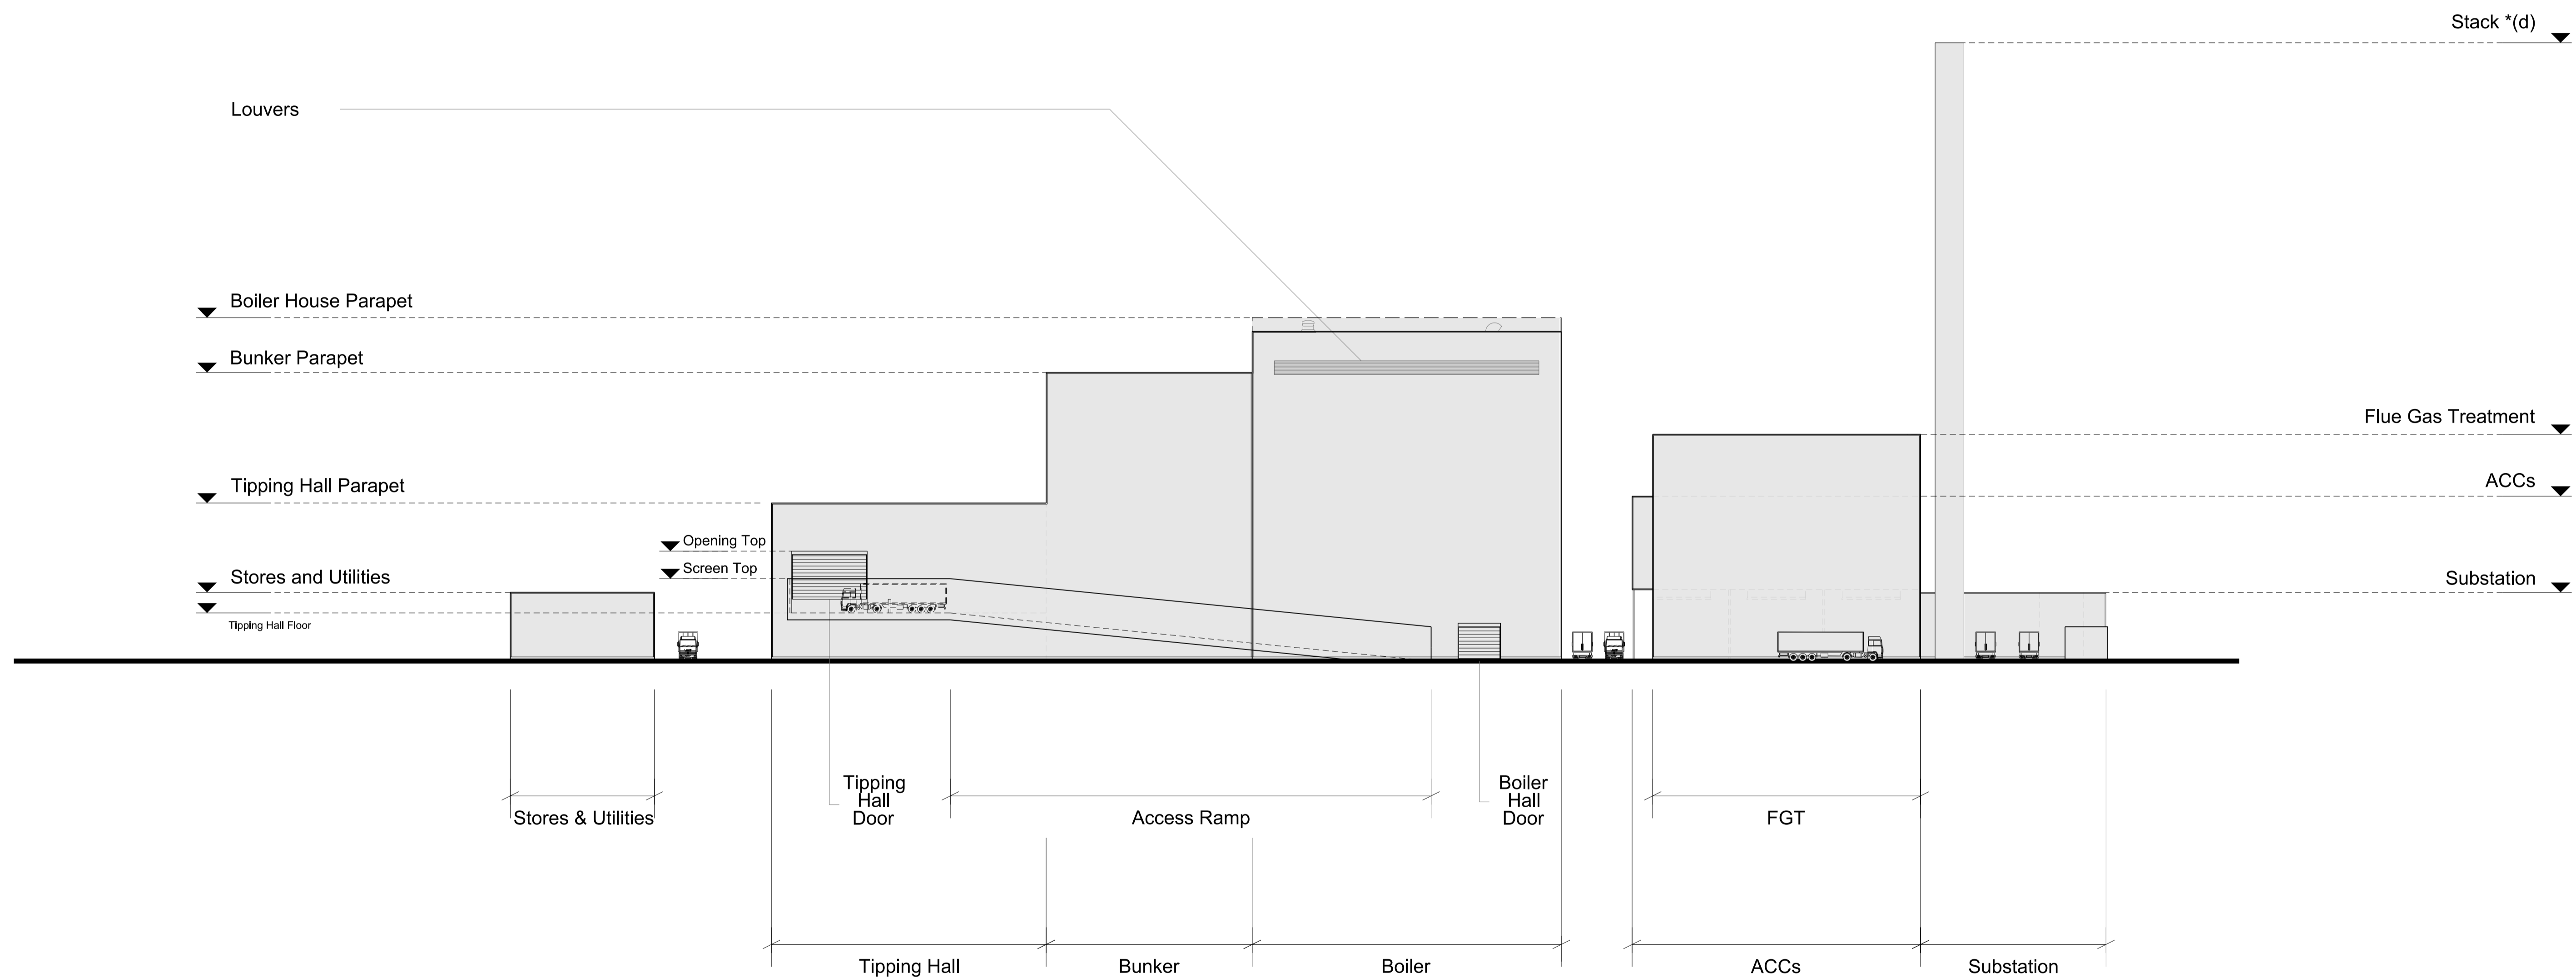 Stack *(d)
Louvers
Boiler House Parapet
Bunker Parapet
Flue Gas Treatment
Tipping Hall Parapet
ACCs
Opening Top
Screen Top
Stores and Utilities
Substation
Tipping Hall Floor
Tipping
Hall
Door
Boiler
Hall
Door
Stores & Utilities
Access Ramp
FGT
Tipping Hall
Bunker
Boiler
ACCs
Substation